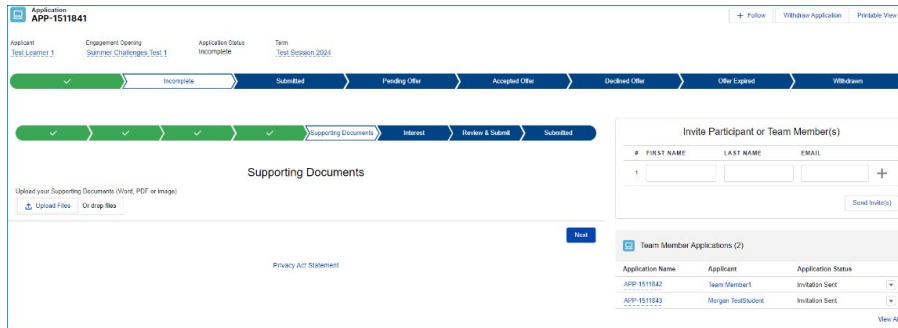 Application
APP-1511841
+ Follow
Withdraw Application
Printable View
Applicant
Engagement Opening
Application Status
Term
Test Learner 1
Summer Challenges Test 1
Incomplete
Test Session 2024
Incomplete
Submitted
Pending Offer
Accepted Offer
Declined Offer
Offer Expired
Withdrawn
Supporting Documents
Interest
Review & Submit
Submitted
Supporting Documents
Upload your Supporting Documents (Word, PDF or image)
Upload Files
Or drop files
Next
Privacy Act Statement
Invite Participant or Team Member(s)
# FIRST NAME LAST NAME EMAIL
1
Send Invite(s)
Team Member Applications (2)
Application Name Applicant Application Status
APP-1511842 Team Member1 Invitation Sent
APP-1511843 Morgan TestStudent Invitation Sent
View All